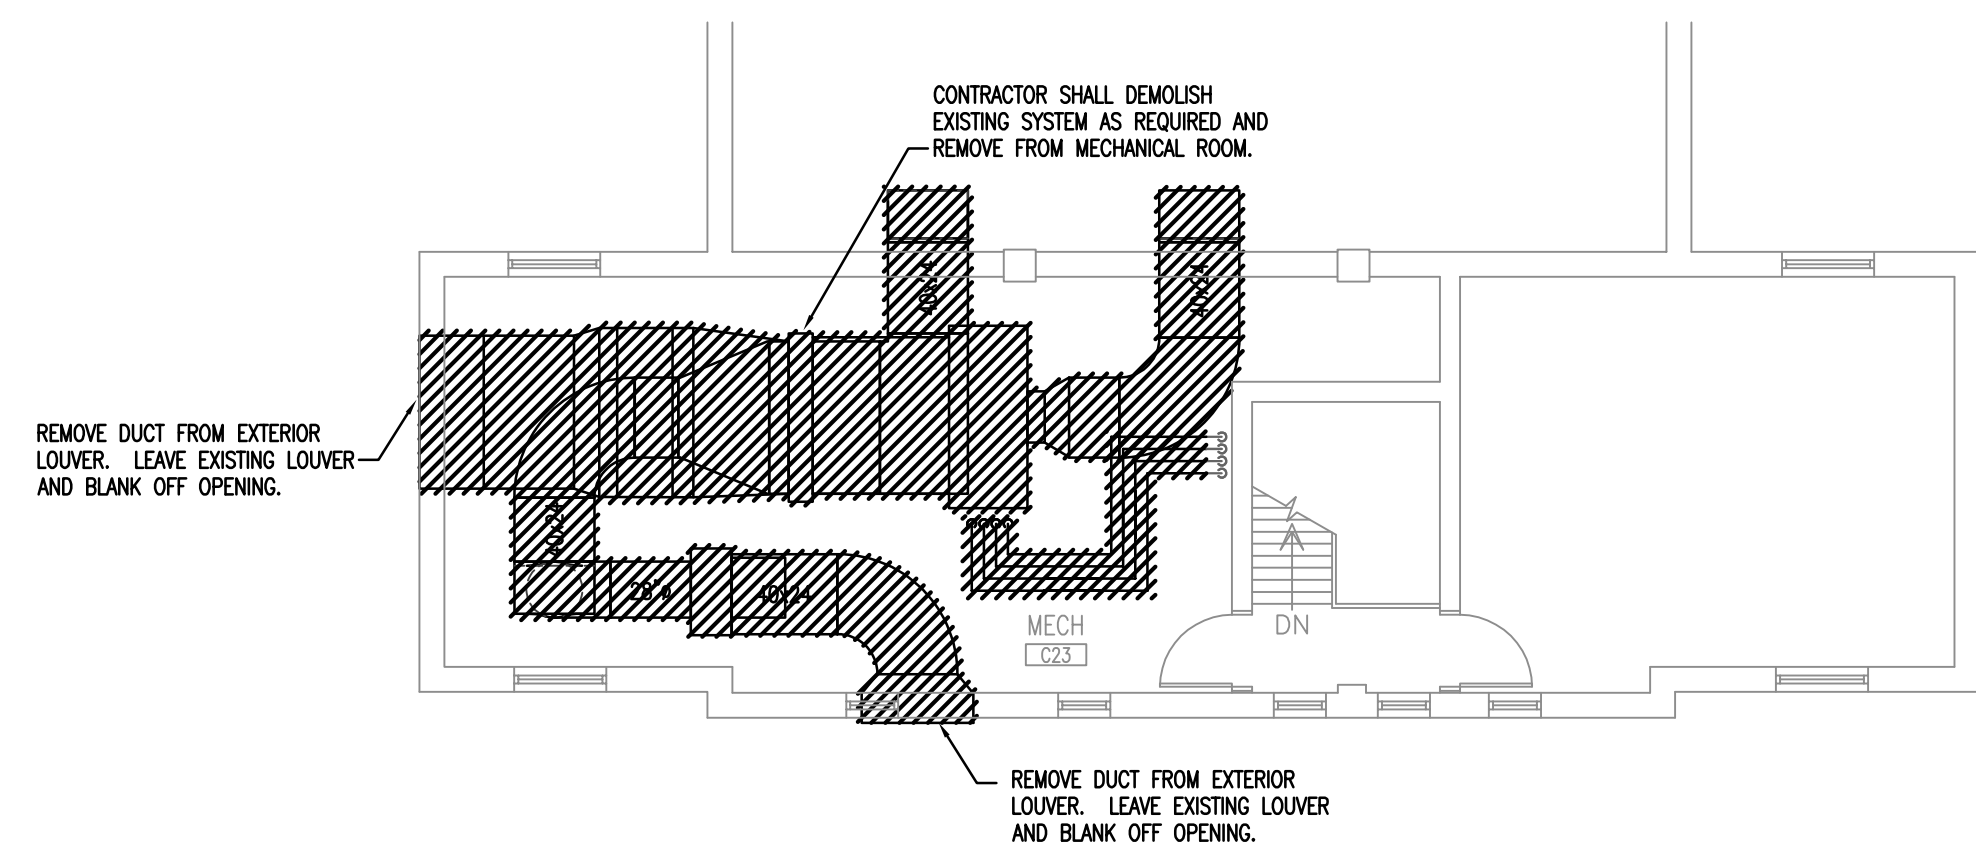 CONTRACTOR SHALL DEMOLISH
EXISTING SYSTEM AS REQUIRED AND
REMOVE FROM MECHANICAL ROOM.
40x24
40x24
REMOVE DUCT FROM EXTERIOR
LOUVER. LEAVE EXISTING LOUVER
AND BLANK OFF OPENING.
40x24
28"ø
40x24
MECH
C23
DN
REMOVE DUCT FROM EXTERIOR
LOUVER. LEAVE EXISTING LOUVER
AND BLANK OFF OPENING.